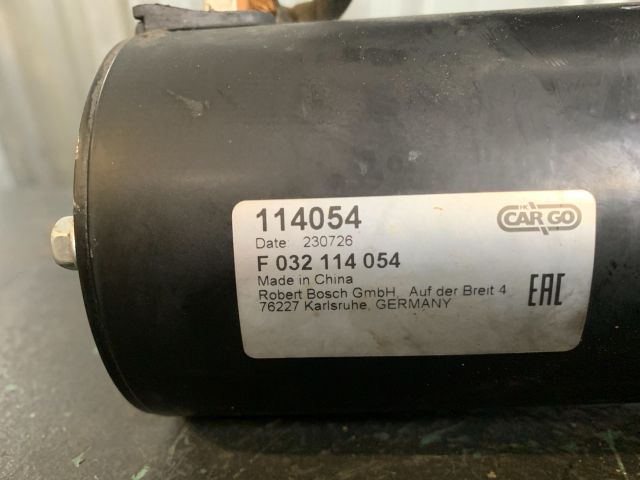 114054
HC CARGO
Date 230726
F 032 114 054
Made in China
Robert Bosch GmbH, Auf der Breit 4
76227 Karlsruhe, GERMANY
EAC